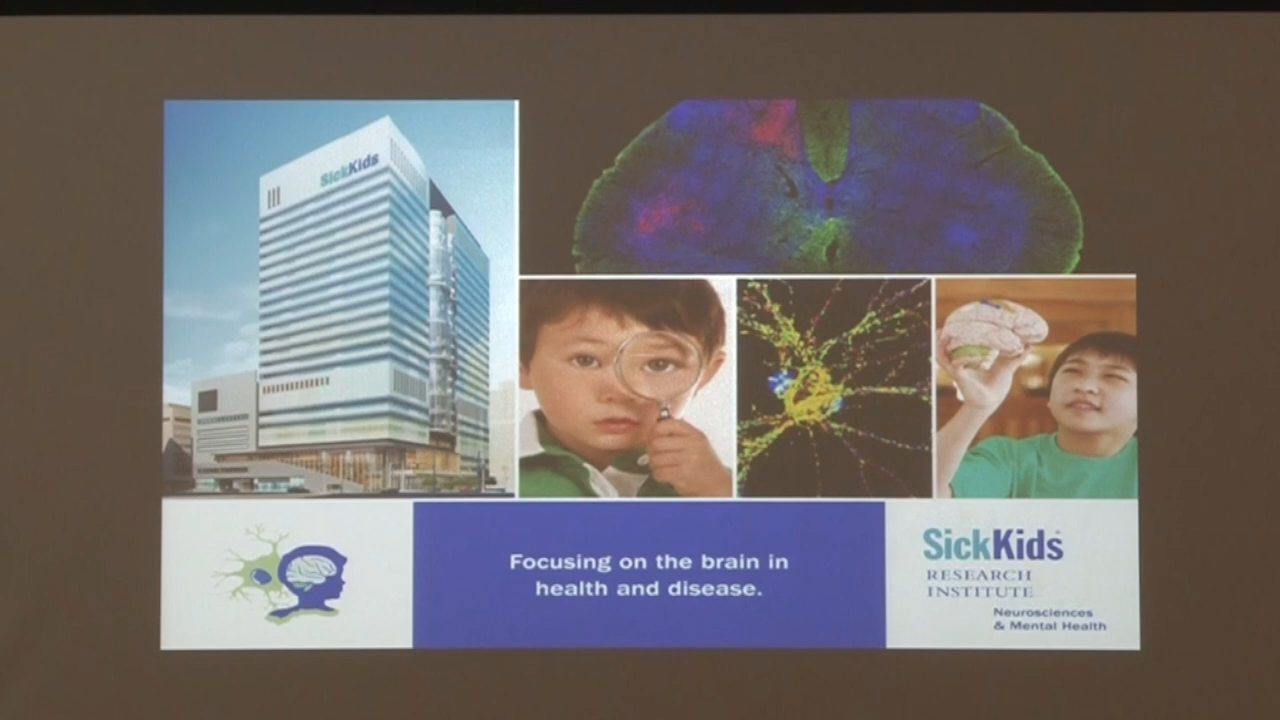 SickKids
Focusing on the brain in
health and disease.
SickKids
RESEARCH
INSTITUTE
Neurosciences
& Mental Health